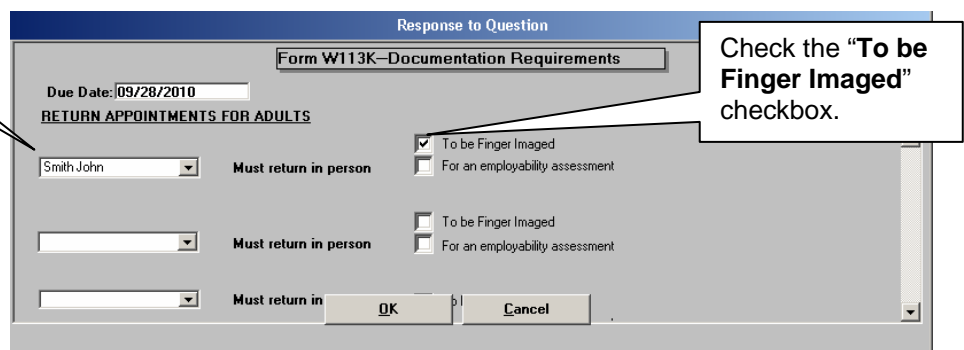 Response to Question
Form W113K–Documentation Requirements
Check the “To be
Finger Imaged”
checkbox.
Due Date: 09/28/2010
RETURN APPOINTMENTS FOR ADULTS
To be Finger Imaged
Smith John
Must return in person
For an employability assessment
To be Finger Imaged
Must return in person
For an employability assessment
Must return in
OK
Cancel